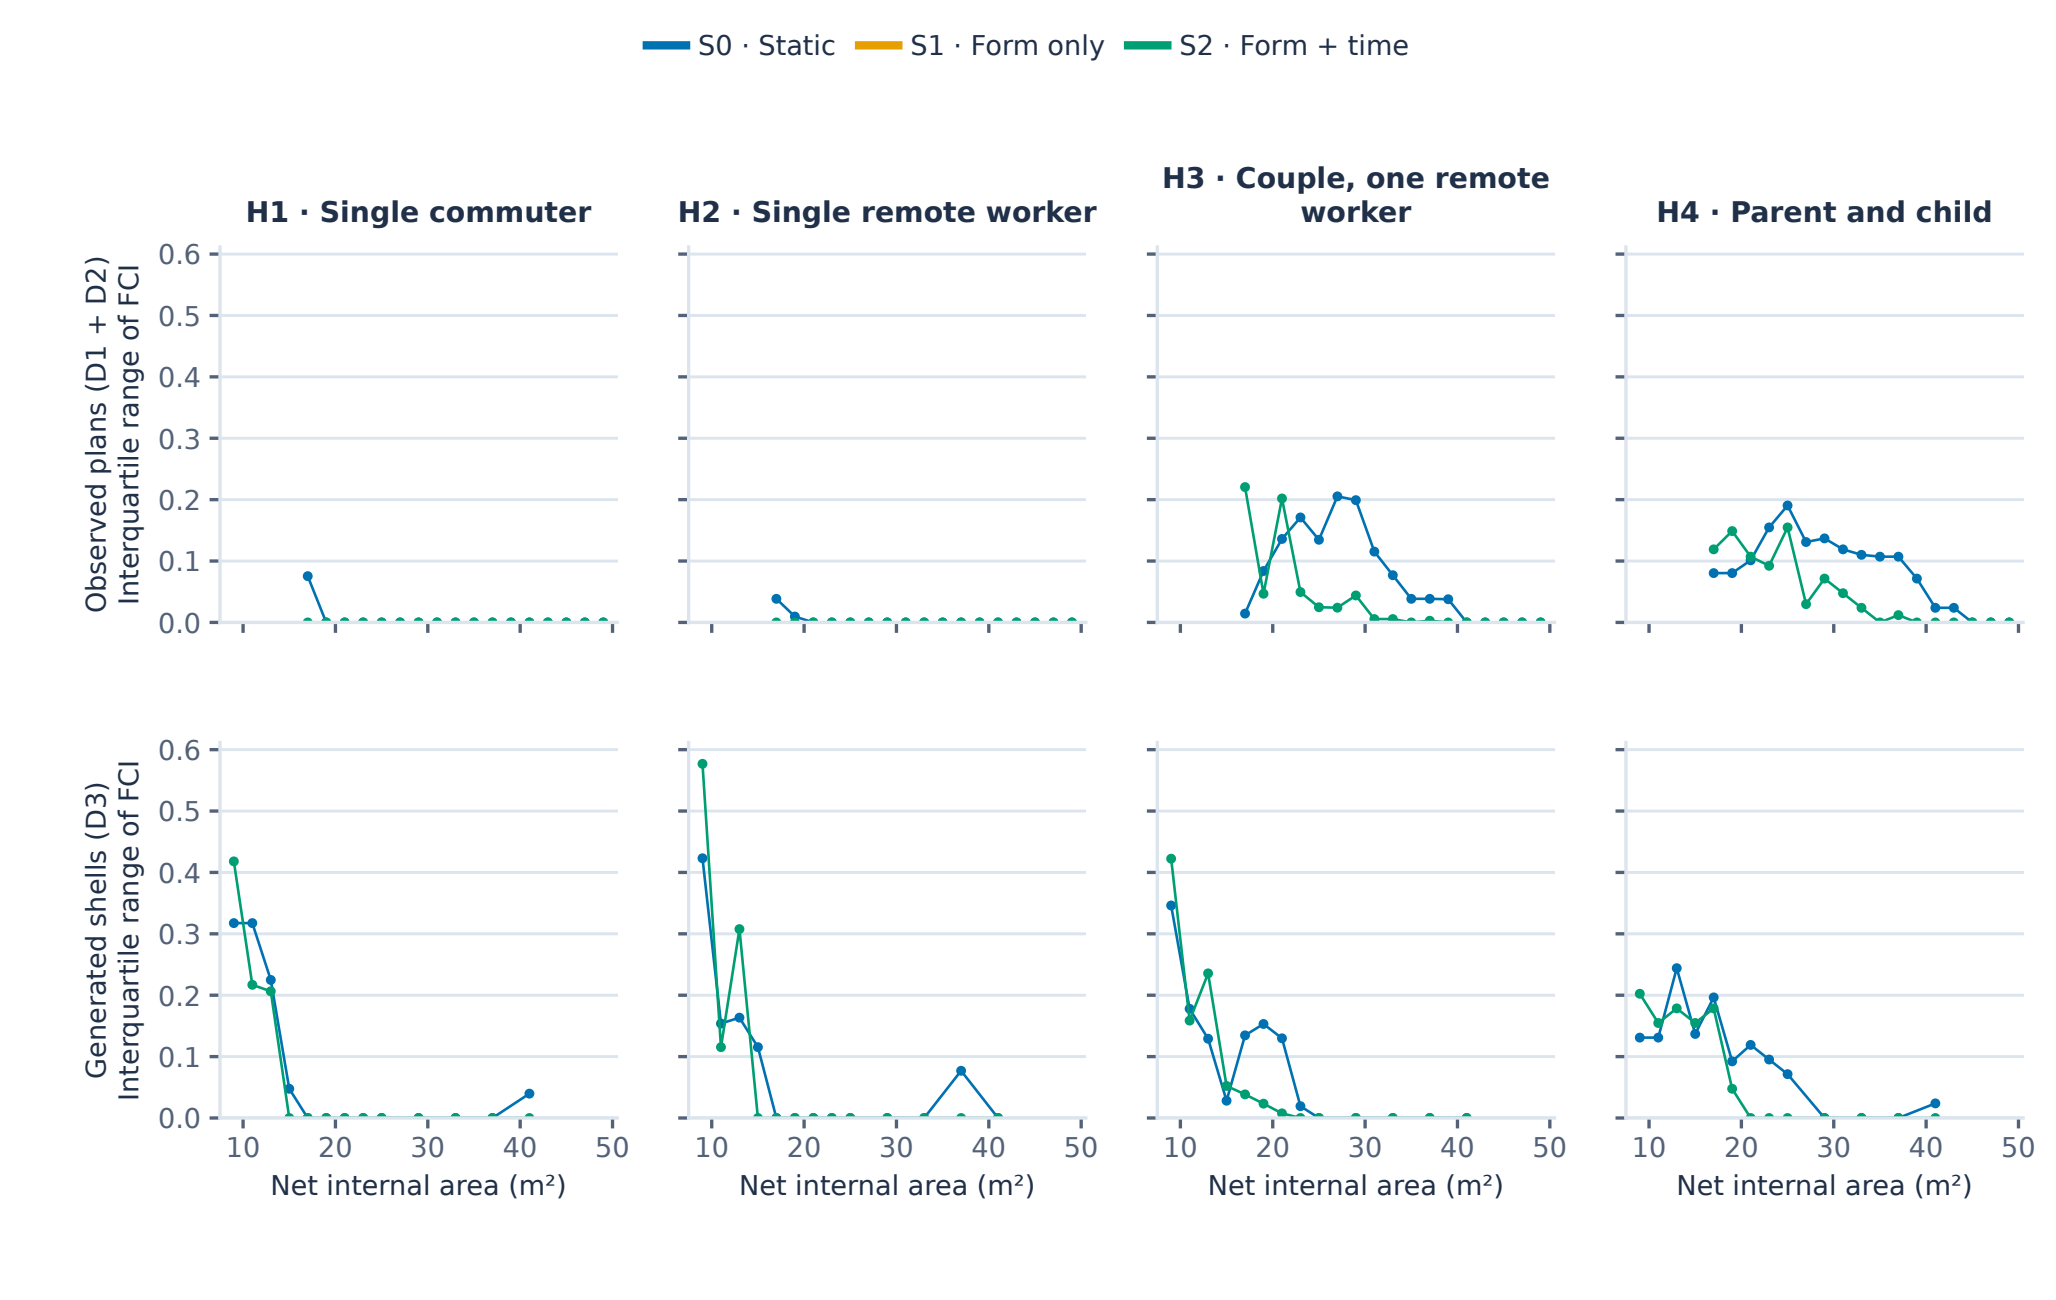 S0 · Static S1 · Form only S2 · Form + time
H1 · Single commuter
H2 · Single remote worker
H3 · Couple, one remote
worker
H4 · Parent and child
Observed plans (D1 + D2)
Interquartile range of FCI
0.6
0.5
0.4
0.3
0.2
0.1
0.0
Generated shells (D3)
Interquartile range of FCI
0.6
0.5
0.4
0.3
0.2
0.1
0.0
10 20 30 40 50
10 20 30 40 50
10 20 30 40 50
10 20 30 40 50
Net internal area (m²)
Net internal area (m²)
Net internal area (m²)
Net internal area (m²)